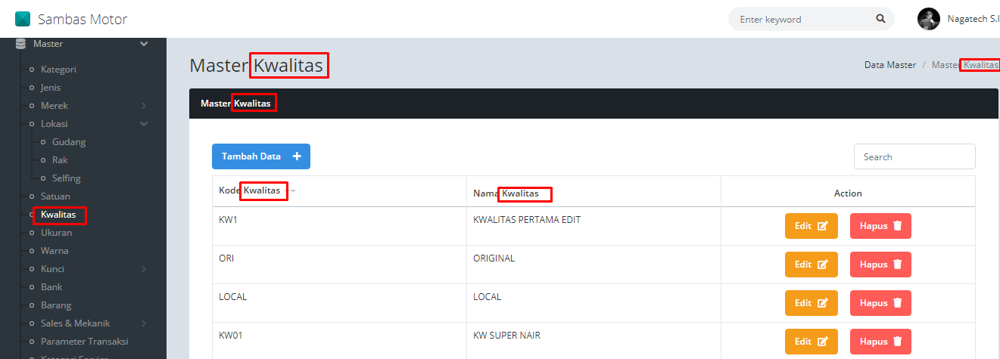 Sambas Motor
Enter keyword
Nagatech S.I
Master
Kategori
Jenis
Merek
Lokasi
Gudang
Rak
Selfing
Satuan
Kwalitas
Ukuran
Warna
Kunci
Bank
Barang
Sales & Mekanik
Parameter Transaksi
Kategori Service
Master Kwalitas
Data Master / Master Kwalitas
Master Kwalitas
Tambah Data +
Search
Kode Kwalitas Nama Kwalitas Action
KW1 KWALITAS PERTAMA EDIT Edit Hapus
ORI ORIGINAL Edit Hapus
LOCAL LOCAL Edit Hapus
KW01 KW SUPER NAIR Edit Hapus